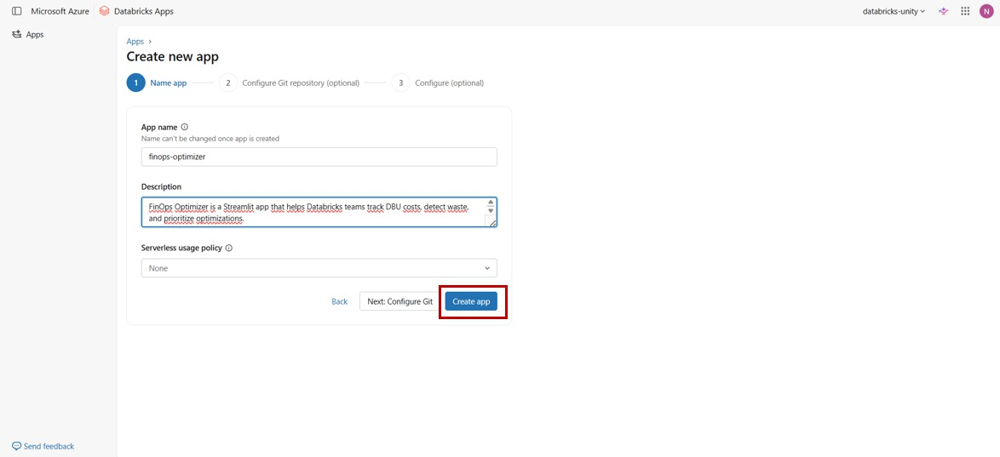 Microsoft Azure
Databricks Apps
databricks-unity
N
Apps
Apps ›
Create new app
1 Name app
2 Configure Git repository (optional)
3 Configure (optional)
App name
Name can't be changed once app is created
finops-optimizer
Description
FinOps Optimizer is a Streamlit app that helps Databricks teams track DBU costs, detect waste,
and prioritize optimizations.
Serverless usage policy
None
Back
Next: Configure Git
Create app
Send feedback